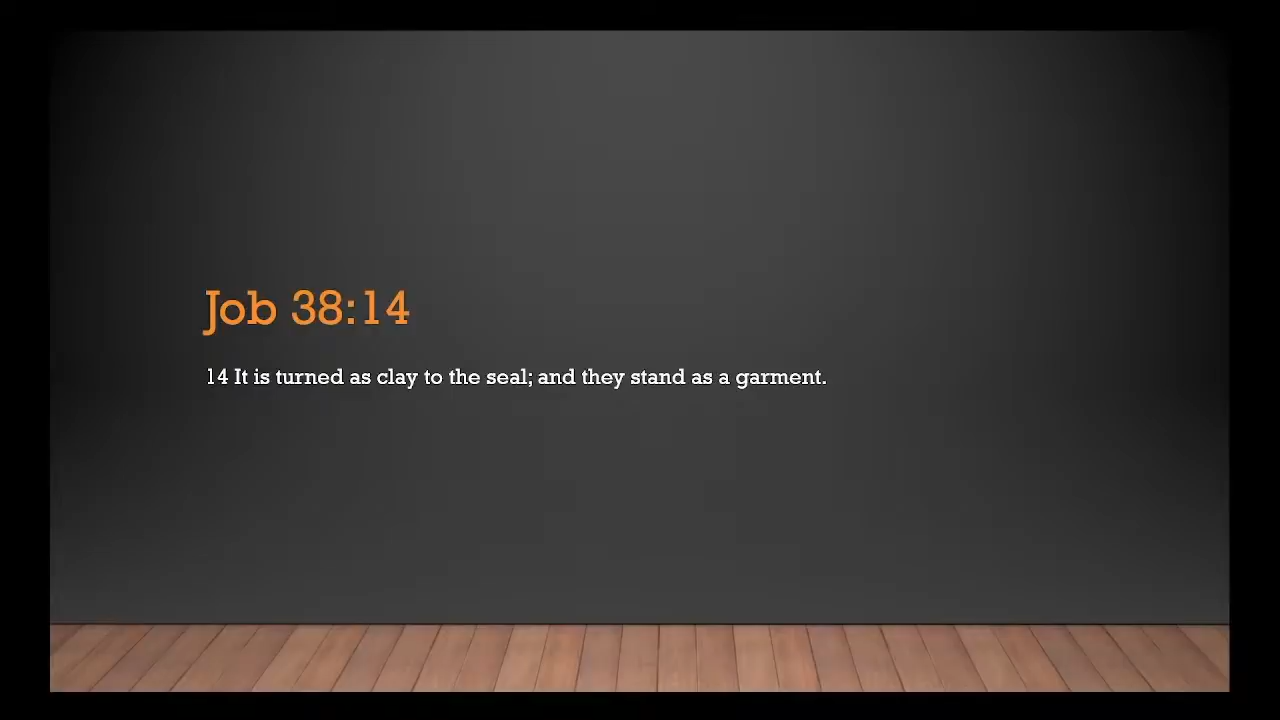 Job 38:14
14 It is turned as clay to the seal; and they stand as a garment.